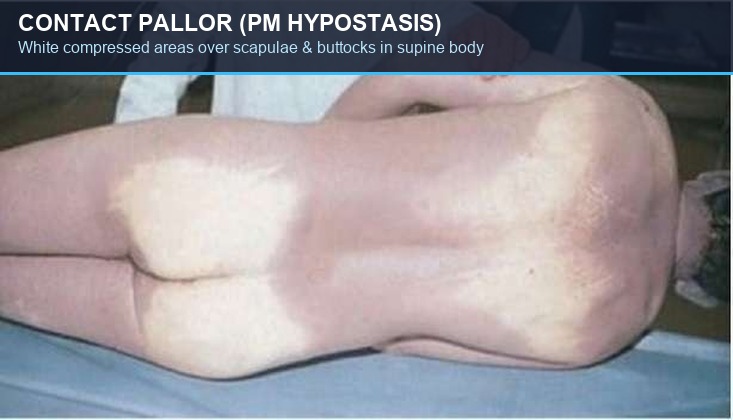 CONTACT PALLOR (PM HYPOSTASIS)
White compressed areas over scapulae & buttocks in supine body